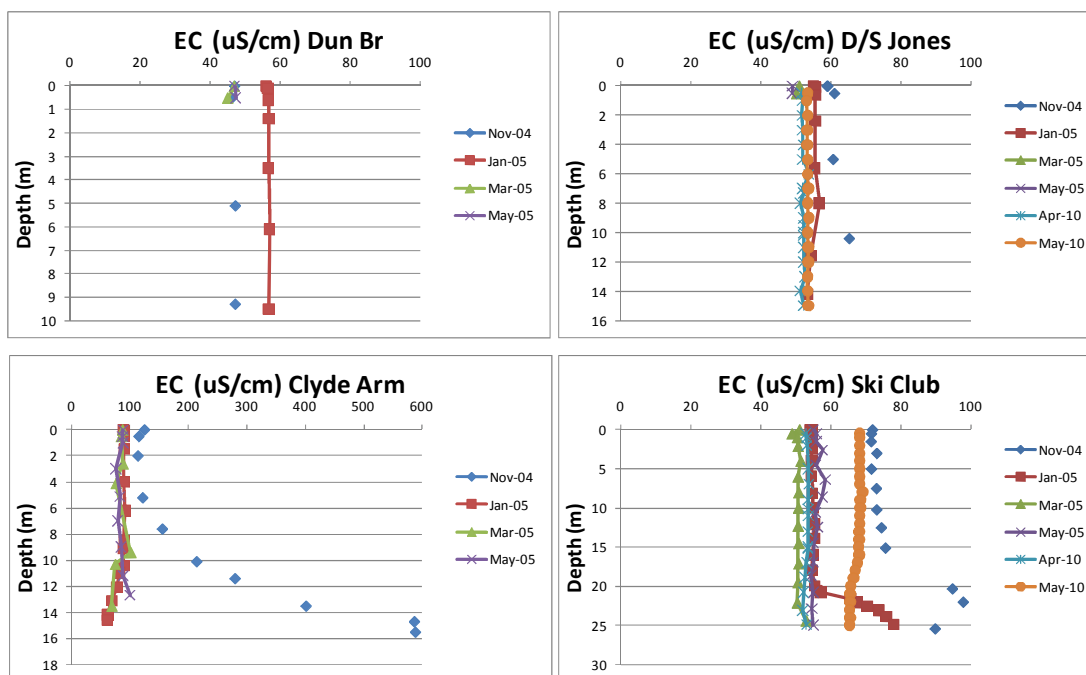 EC (uS/cm) Dun Br
0 20 40 60 80 100
0
1
2
3
4
5
6
7
8
9
10
Depth (m)
Nov-04
Jan-05
Mar-05
May-05
EC (uS/cm) D/S Jones
0 20 40 60 80 100
0
2
4
6
8
10
12
14
16
Depth (m)
Nov-04
Jan-05
Mar-05
May-05
Apr-10
May-10
EC (uS/cm) Clyde Arm
0 100 200 300 400 500 600
0
2
4
6
8
10
12
14
16
18
Depth (m)
Nov-04
Jan-05
Mar-05
May-05
EC (uS/cm) Ski Club
0 20 40 60 80 100
0
5
10
15
20
25
30
Depth (m)
Nov-04
Jan-05
Mar-05
May-05
Apr-10
May-10